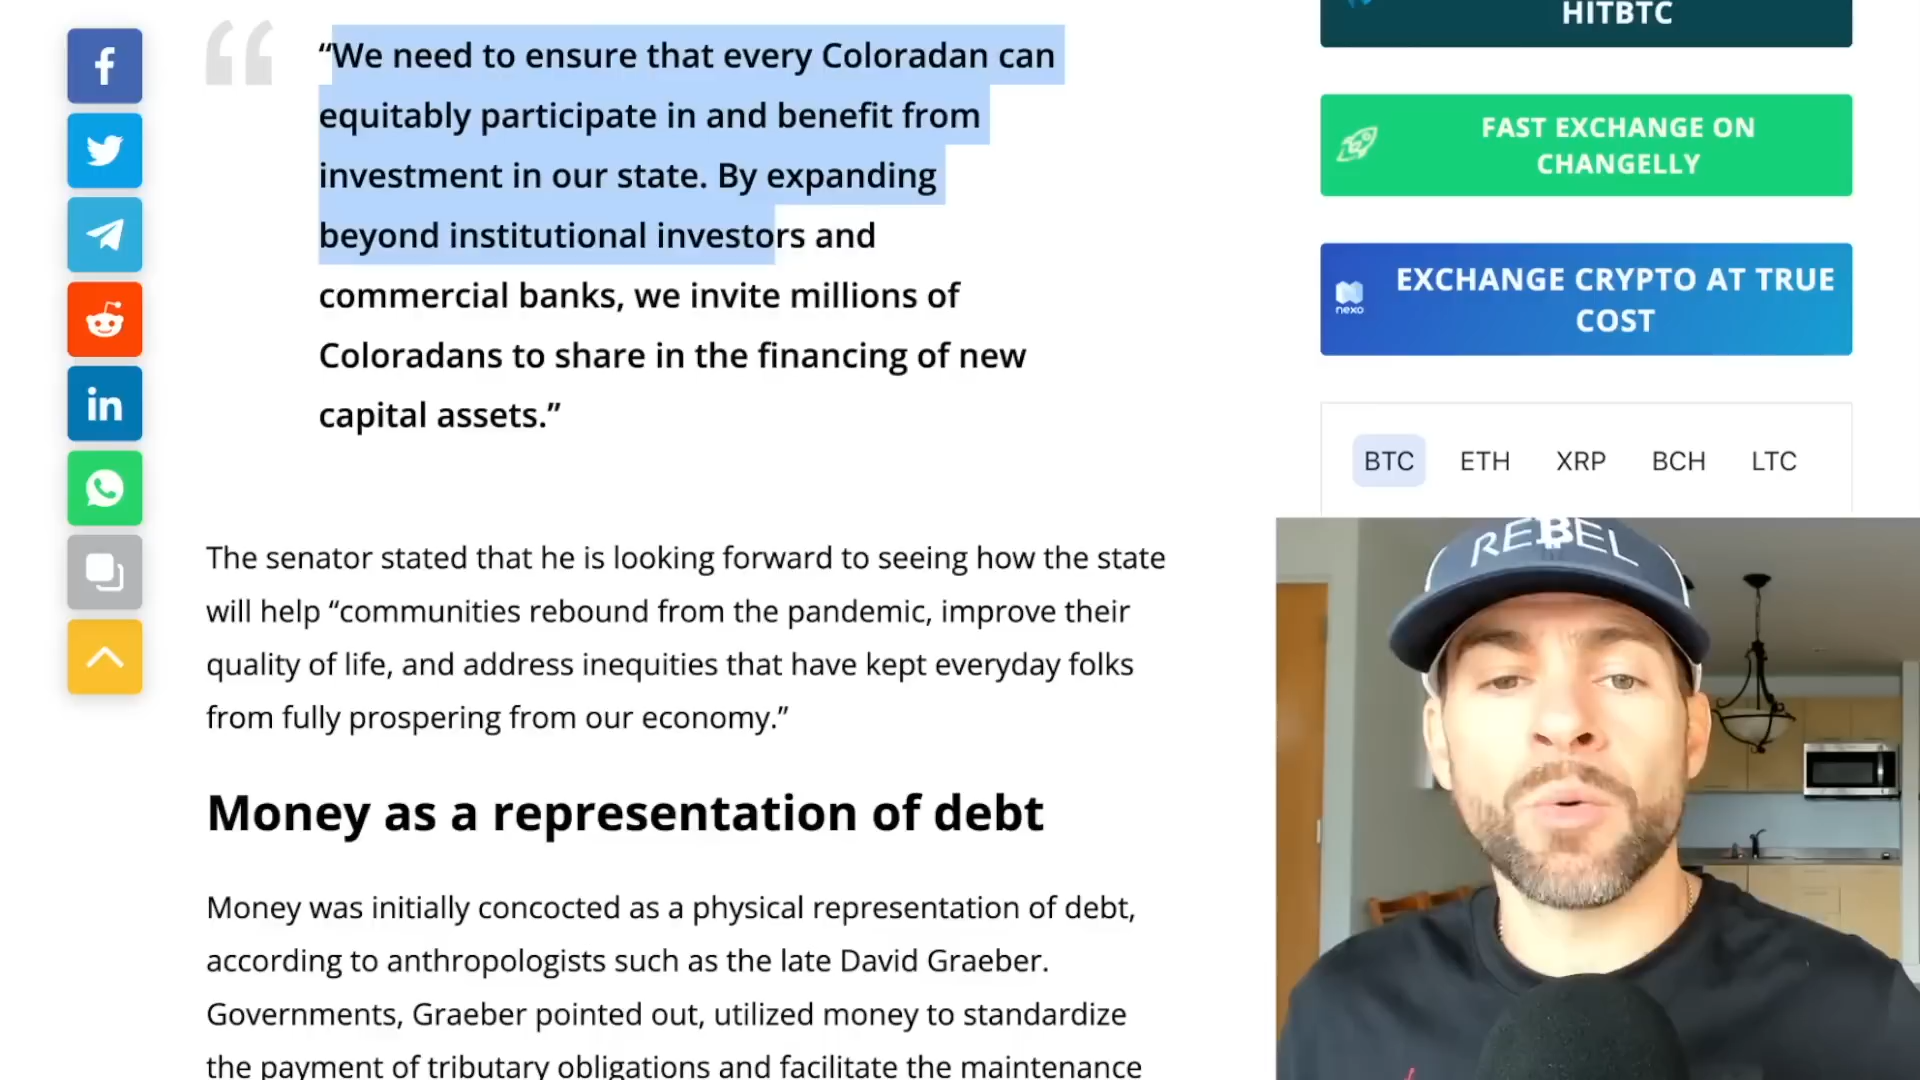 “We need to ensure that every Coloradan can
equitably participate in and benefit from
investment in our state. By expanding
beyond institutional investors and
commercial banks, we invite millions of
Coloradans to share in the financing of new
capital assets.”
The senator stated that he is looking forward to seeing how the state
will help “communities rebound from the pandemic, improve their
quality of life, and address inequities that have kept everyday folks
from fully prospering from our economy.”
Money as a representation of debt
Money was initially concocted as a physical representation of debt,
according to anthropologists such as the late David Graeber.
Governments, Graeber pointed out, utilized money to standardize
the payment of tributary obligations and facilitate the maintenance
HITBTC
FAST EXCHANGE ON
CHANGELLY
nexo
EXCHANGE CRYPTO AT TRUE
COST
BTC ETH XRP BCH LTC
REBEL